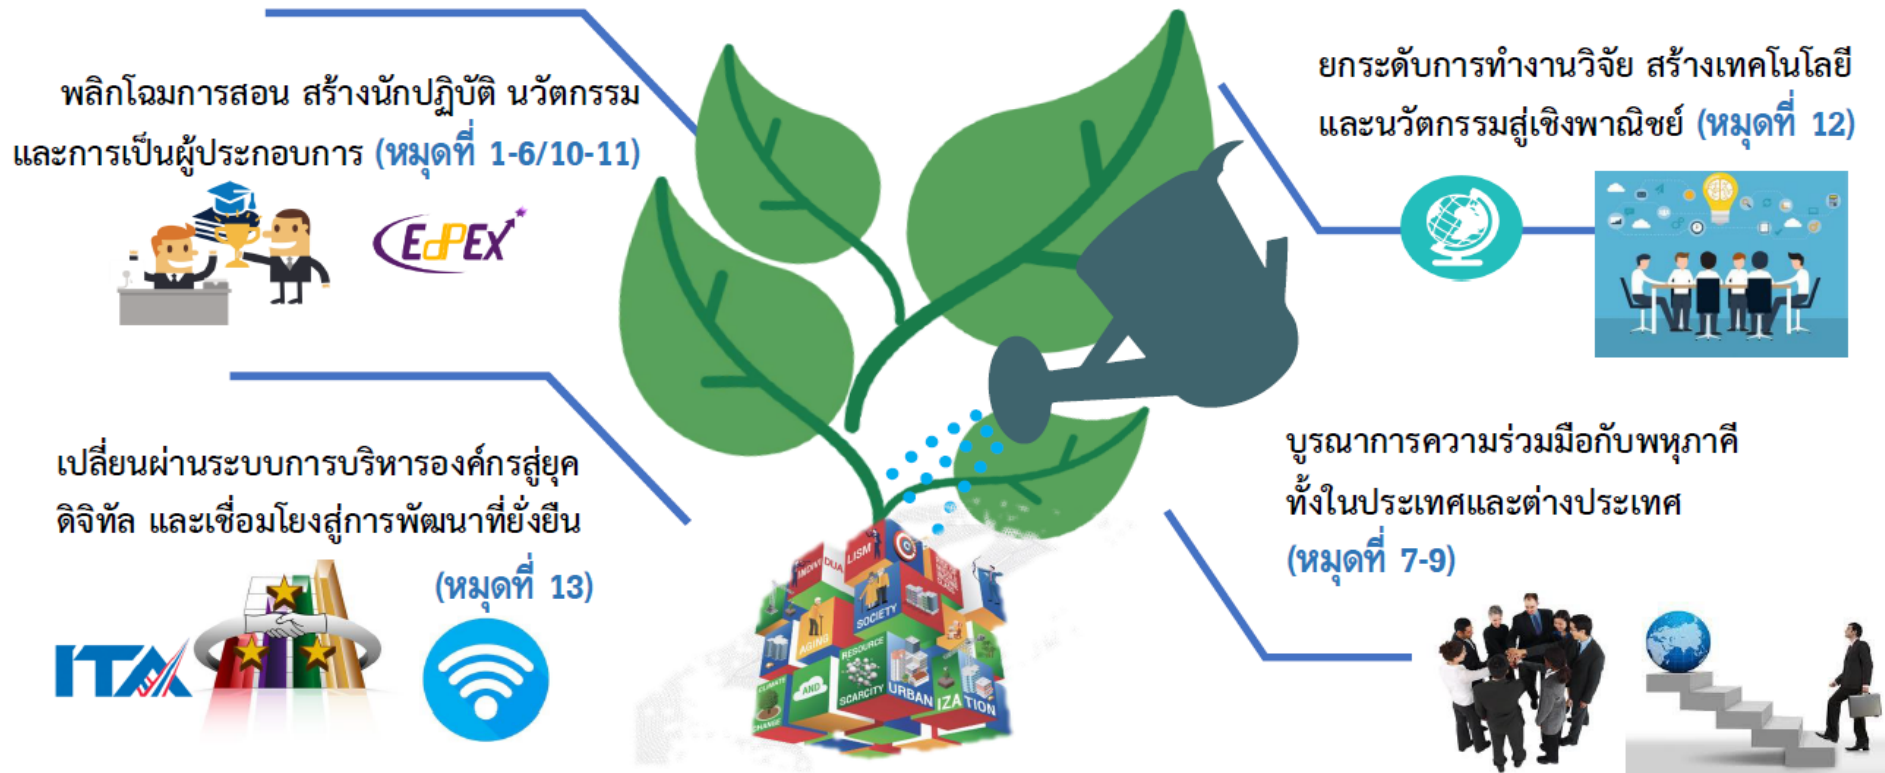 พลิกโฉมการสอน สร้างนักปฏิบัติ นวัตกรรม
และการเป็นผู้ประกอบการ (หมุดที่ 1-6/10-11)
EdPEx
ยกระดับการทำงานวิจัย สร้างเทคโนโลยี
และนวัตกรรมสู่เชิงพาณิชย์ (หมุดที่ 12)
เปลี่ยนผ่านระบบการบริหารองค์กรสู่ยุค
ดิจิทัล และเชื่อมโยงสู่การพัฒนาที่ยั่งยืน
(หมุดที่ 13)
ITA
บูรณาการความร่วมมือกับพหุภาคี
ทั้งในประเทศและต่างประเทศ
(หมุดที่ 7-9)
INDIVIDUALISM
AGING SOCIETY
RESOURCE
SCARCITY
CLIMATE
CHANGE
AND
URBANIZATION